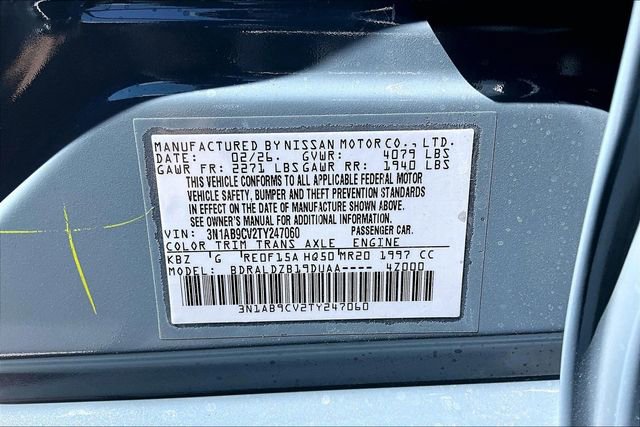 MANUFACTURED BY NISSAN MOTOR CO., LTD.
DATE: 02/26. GVWR: 4079 LBS
GAWR FR: 2271 LBS GAWR RR: 1940 LBS
THIS VEHICLE CONFORMS TO ALL APPLICABLE FEDERAL MOTOR
VEHICLE SAFETY, BUMPER AND THEFT PREVENTION STANDARDS
IN EFFECT ON THE DATE OF MANUFACTURE SHOWN ABOVE.
SEE OWNER'S MANUAL FOR ADDITIONAL INFORMATION.
VIN: 3N1AB9CV2TY247060 PASSENGER CAR.
COLOR TRIM TRANS AXLE ENGINE
KBZ G RE0F15A HQ50 MR20 1997 CC
MODEL: BDRALDZB19DUAA---- 4Z000
3N1AB9CV2TY247060